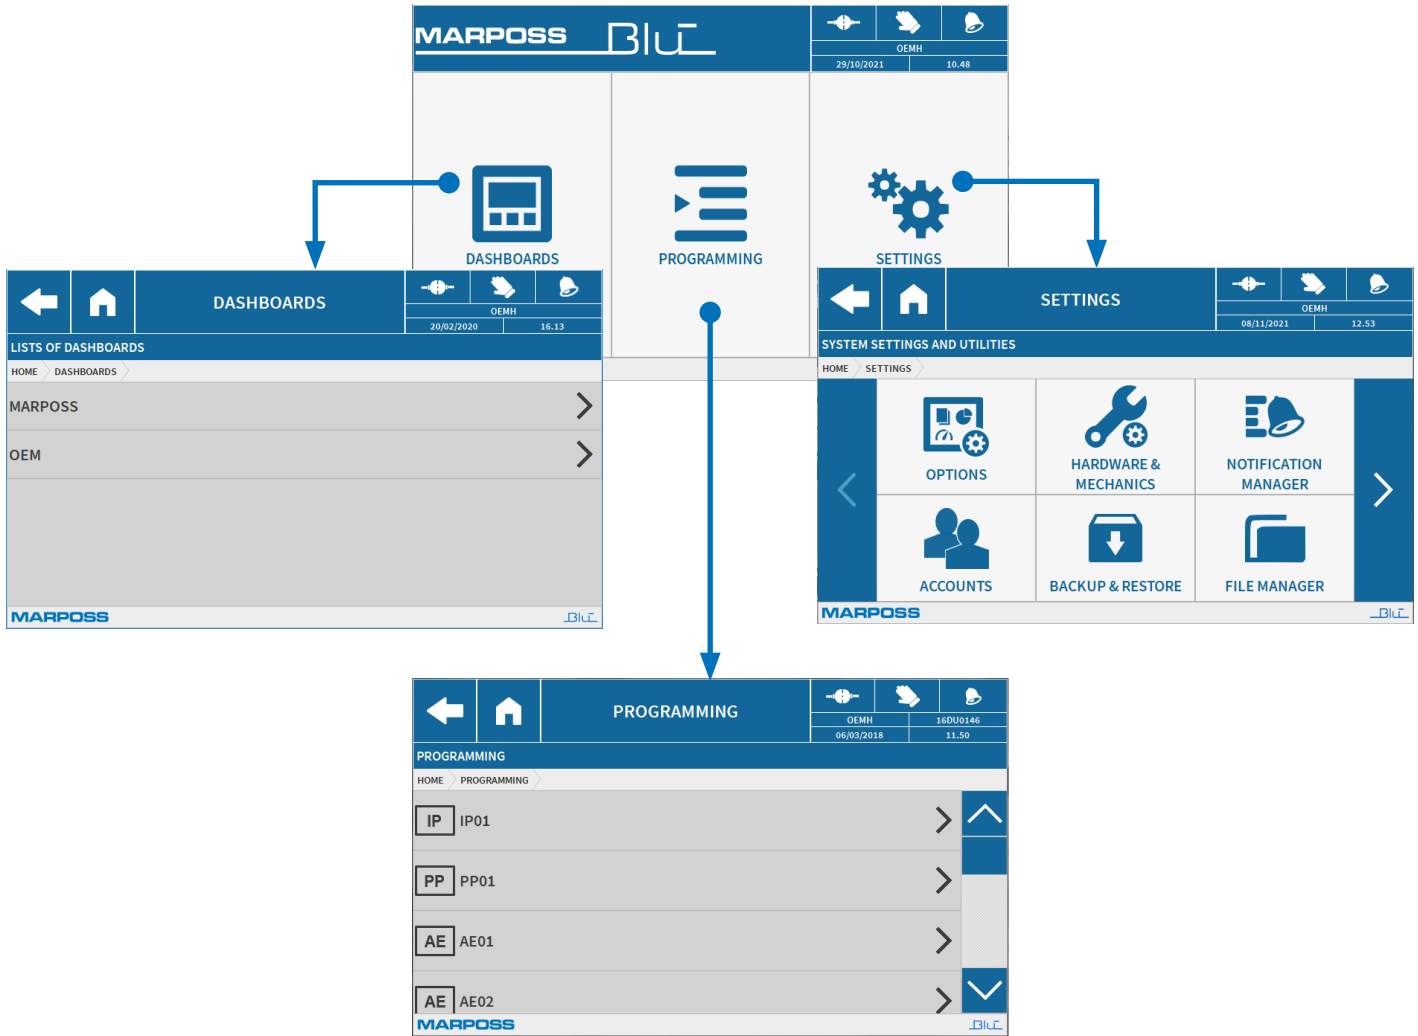 MARPOSS Blu
OEMH
29/10/2021 10.48
DASHBOARDS
PROGRAMMING
SETTINGS
DASHBOARDS
OEMH
20/02/2020 16.13
LISTS OF DASHBOARDS
HOME DASHBOARDS
MARPOSS
OEM
MARPOSS Blu
SETTINGS
OEMH
08/11/2021 12.53
SYSTEM SETTINGS AND UTILITIES
HOME SETTINGS
OPTIONS
HARDWARE &
MECHANICS
NOTIFICATION
MANAGER
ACCOUNTS
BACKUP & RESTORE
FILE MANAGER
MARPOSS Blu
PROGRAMMING
OEMH 16DU0146
06/03/2018 11.50
PROGRAMMING
HOME PROGRAMMING
IP IP01
PP PP01
AE AE01
AE AE02
MARPOSS Blu